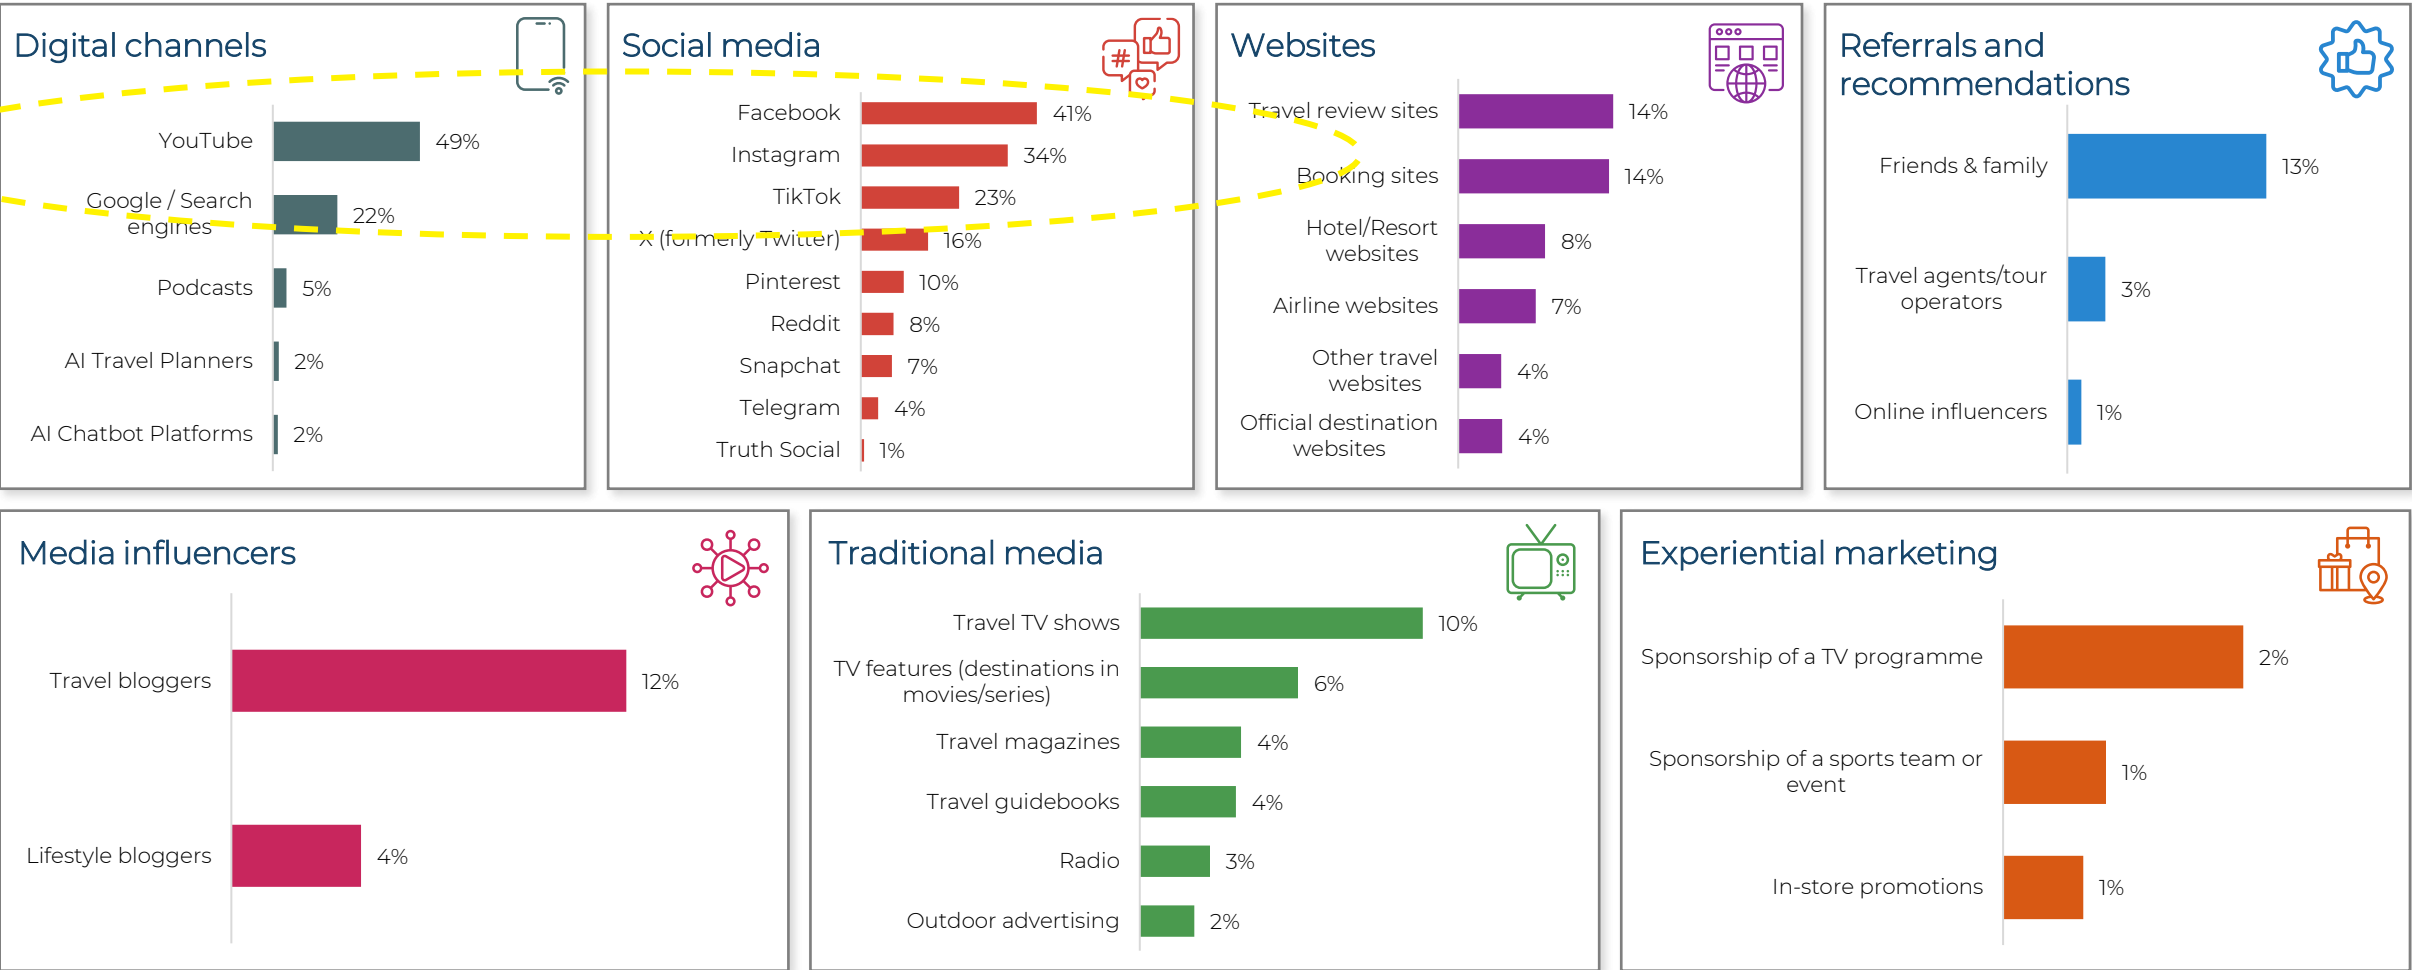 Digital channels
YouTube 49%
Google / Search
engines
22%
Podcasts 5%
AI Travel Planners 2%
AI Chatbot Platforms 2%
Social media
#
Facebook 41%
Instagram 34%
TikTok 23%
X (formerly Twitter) 16%
Pinterest 10%
Reddit 8%
Snapchat 7%
Telegram 4%
Truth Social 1%
Websites
Travel review sites 14%
Booking sites 14%
Hotel/Resort
websites
8%
Airline websites 7%
Other travel
websites
4%
Official destination
websites
4%
Referrals and
recommendations
Friends & family 13%
Travel agents/tour
operators
3%
Online influencers 1%
Media influencers
Travel bloggers 12%
Lifestyle bloggers 4%
Traditional media
Travel TV shows 10%
TV features (destinations in
movies/series)
6%
Travel magazines 4%
Travel guidebooks 4%
Radio 3%
Outdoor advertising 2%
Experiential marketing
Sponsorship of a TV programme 2%
Sponsorship of a sports team or
event
1%
In-store promotions 1%